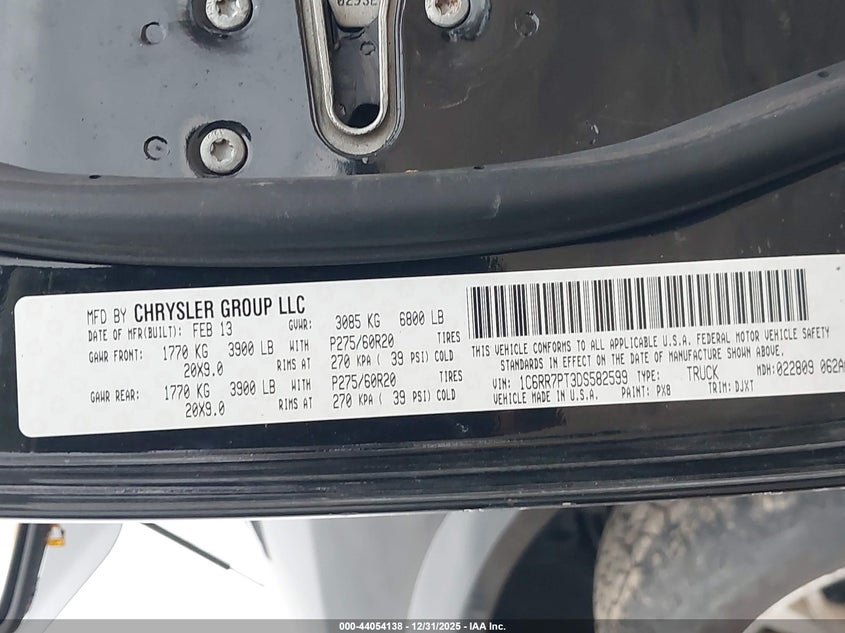 MFD BY CHRYSLER GROUP LLC
DATE OF MFR(BUILT): FEB 13 GVWR: 3085 KG 6800 LB
GAWR FRONT: 1770 KG 3900 LB WITH P275/60R20 TIRES
20X9.0 RIMS AT 270 KPA ( 39 PSI) COLD
GAWR REAR: 1770 KG 3900 LB WITH P275/60R20 TIRES
20X9.0 RIMS AT 270 KPA ( 39 PSI) COLD
THIS VEHICLE CONFORMS TO ALL APPLICABLE U.S.A. FEDERAL MOTOR VEHICLE SAFETY
STANDARDS IN EFFECT ON THE DATE OF MANUFACTURE SHOWN ABOVE.
VIN: 1C6RR7PT3DS582599 TYPE: TRUCK MDH: 022809 062A
VEHICLE MADE IN U.S.A. PAINT: PX8 TRIM: DJXT
000-44054138 - 12/31/2025 - IAA Inc.